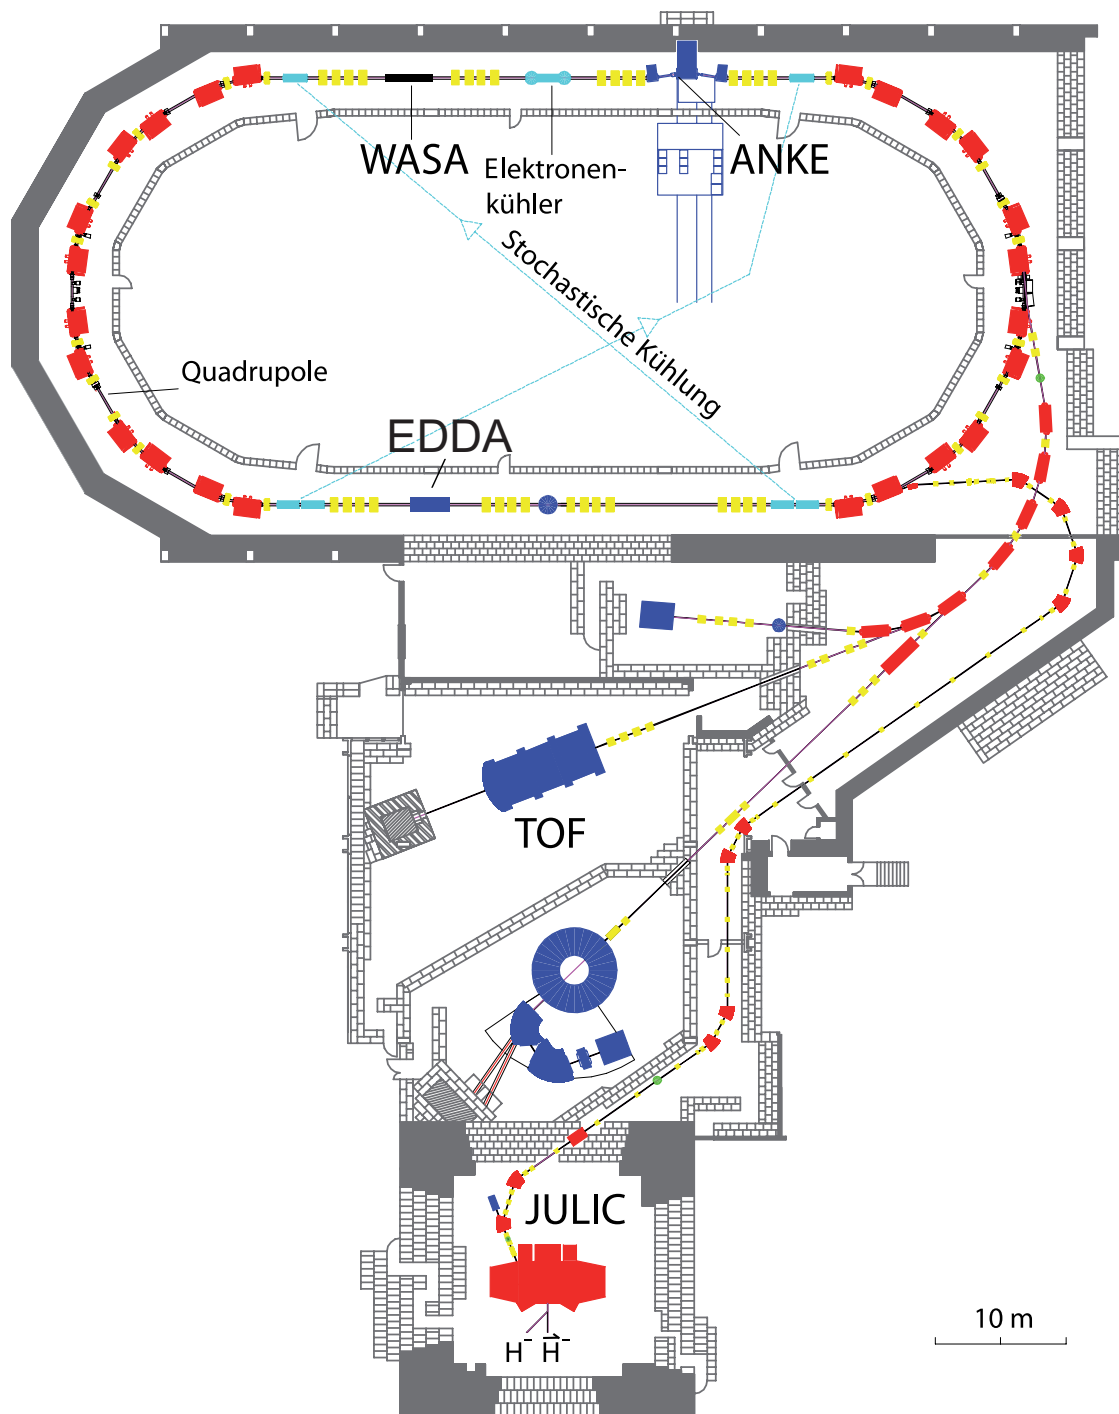 WASA
Elektronen-
kühler
ANKE
Stochastische Kühlung
Quadrupole
EDDA
TOF
JULIC
10 m
H⁻ H⃗⁻